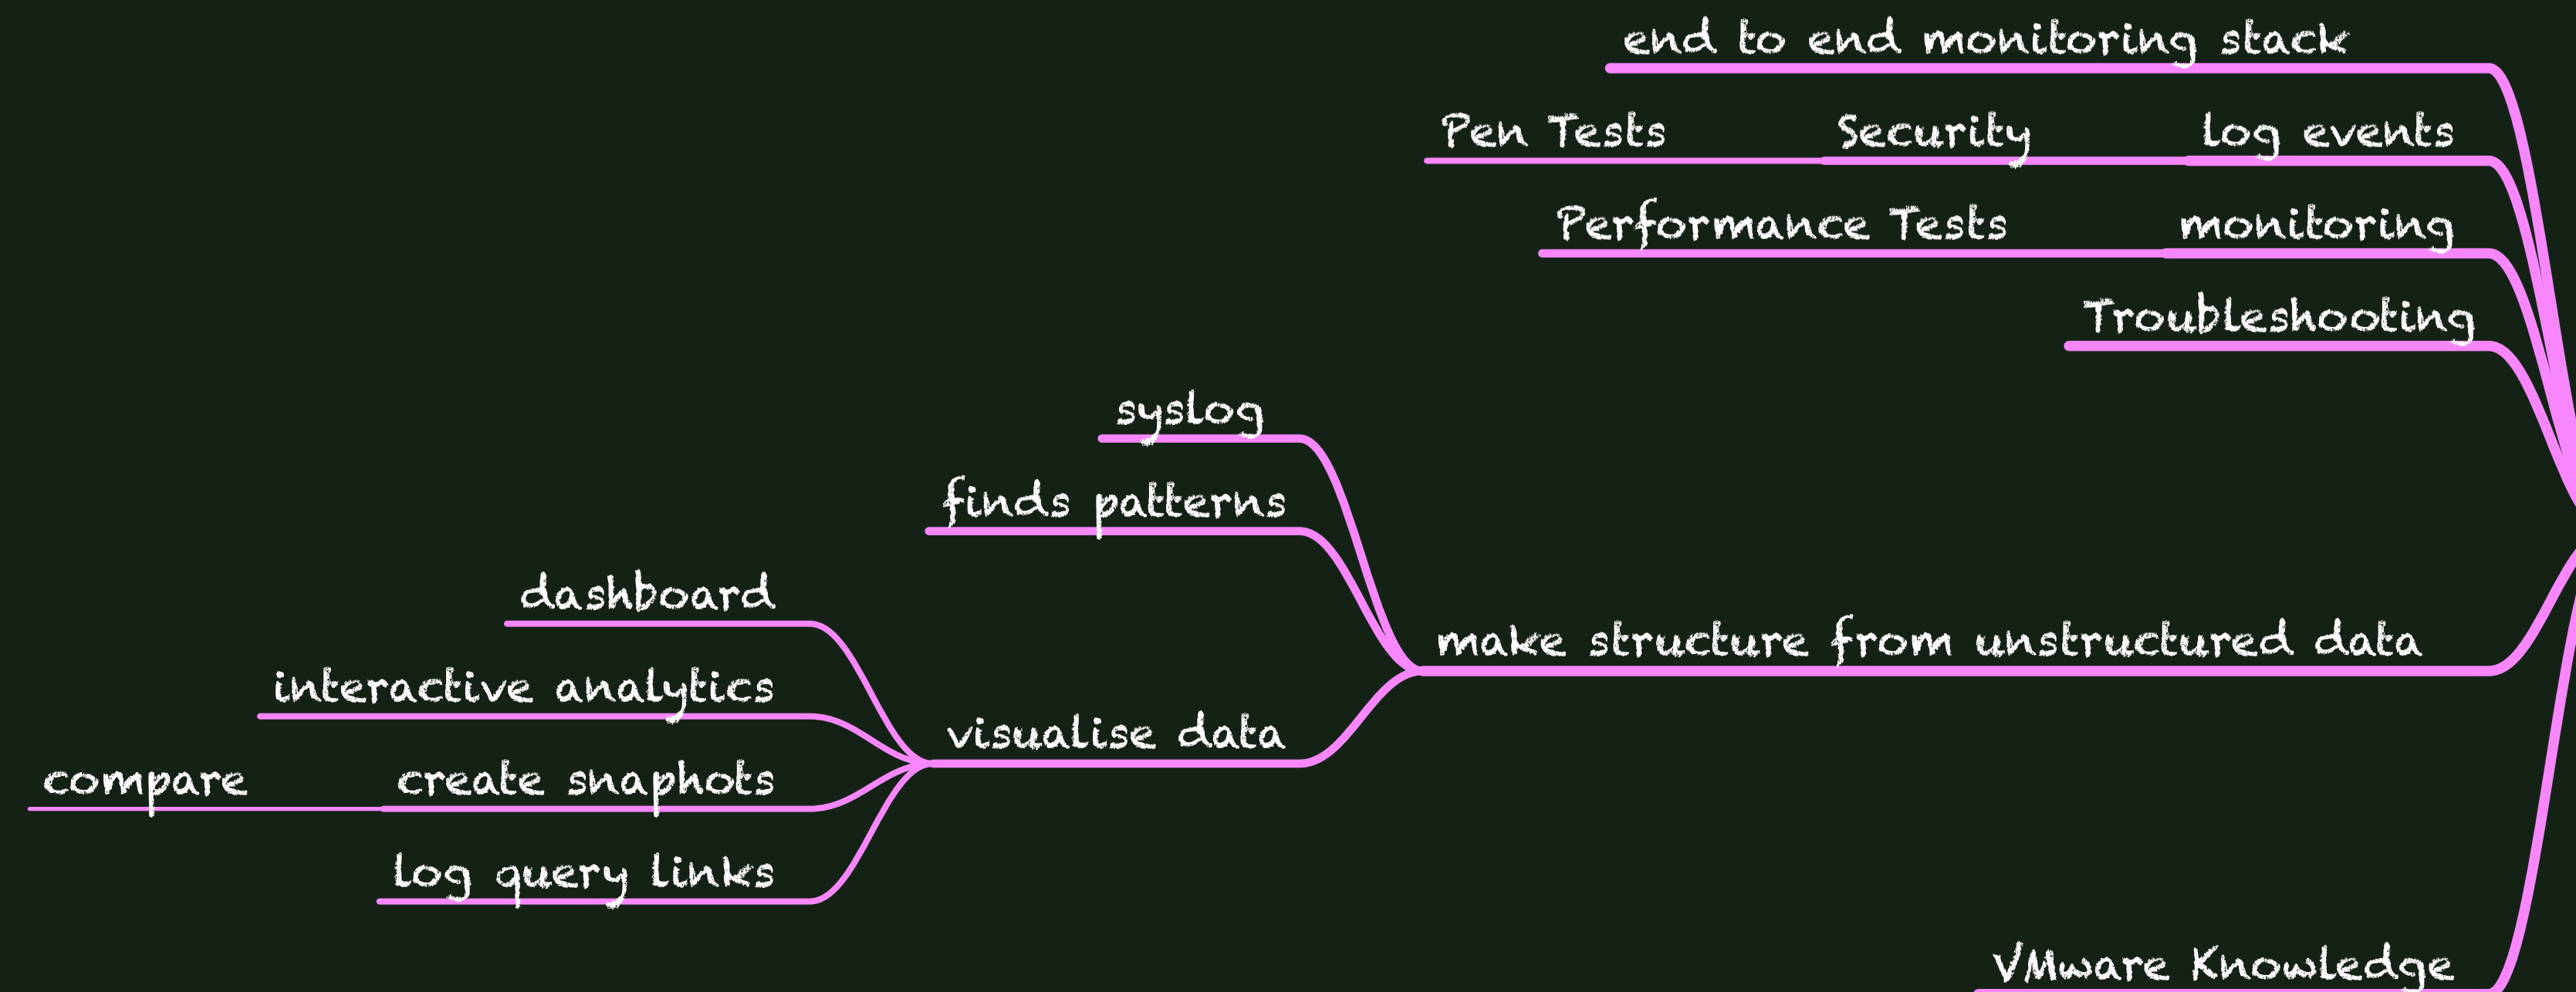 end to end monitoring stack
Pen Tests Security log events
Performance Tests monitoring
Troubleshooting
syslog
finds patterns
dashboard
make structure from unstructured data
interactive analytics
visualise data
compare create snaphots
log query links
VMware Knowledge